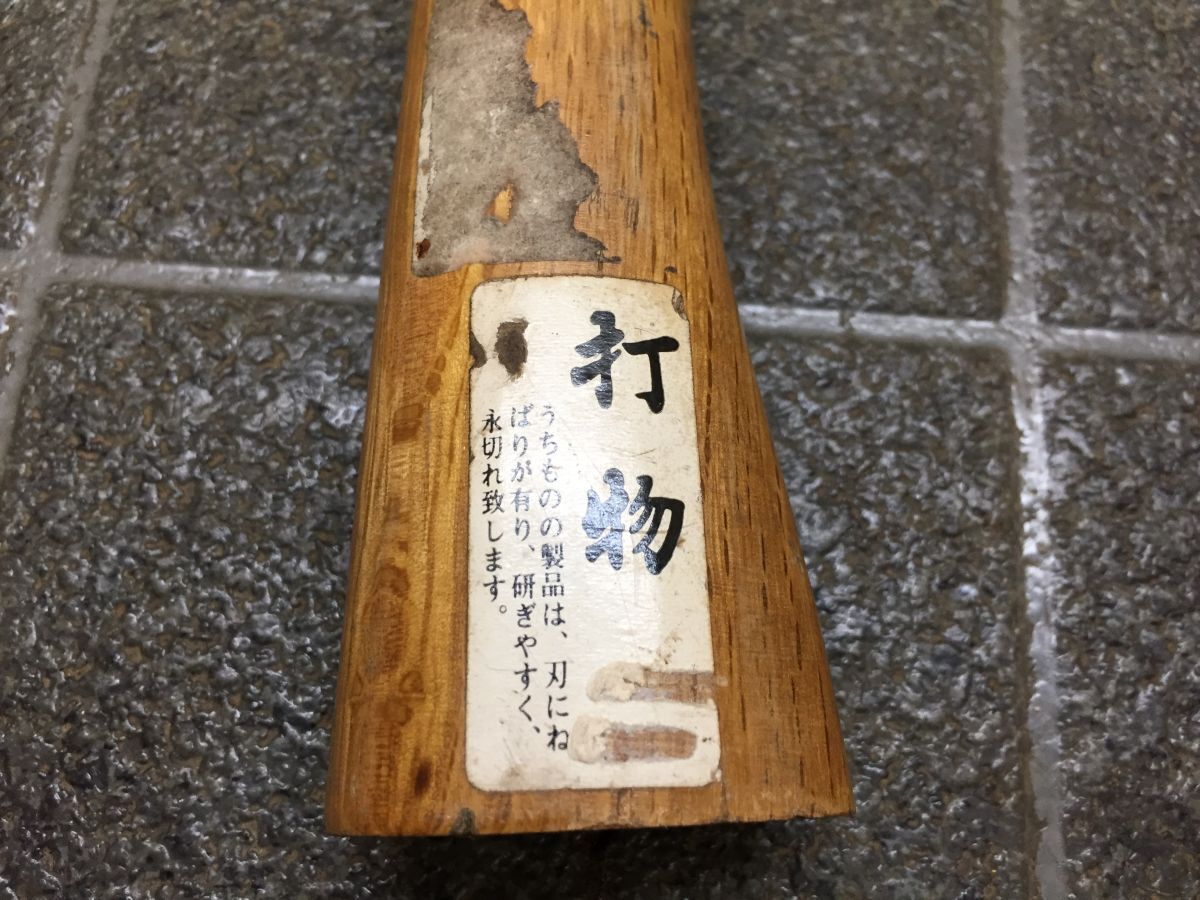 打物
うちものの製品は、刃にね
ばりが有り、研ぎやすく、
永切れ致します。